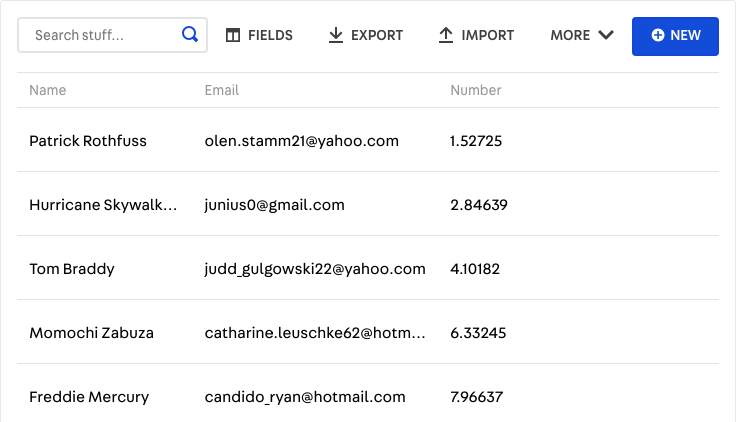 Search stuff... FIELDS EXPORT IMPORT MORE NEW
Name Email Number
Patrick Rothfuss olen.stamm21@yahoo.com 1.52725
Hurricane Skywalk... junius0@gmail.com 2.84639
Tom Braddy judd_gulgowski22@yahoo.com 4.10182
Momochi Zabuza catharine.leuschke62@hotm... 6.33245
Freddie Mercury candido_ryan@hotmail.com 7.96637